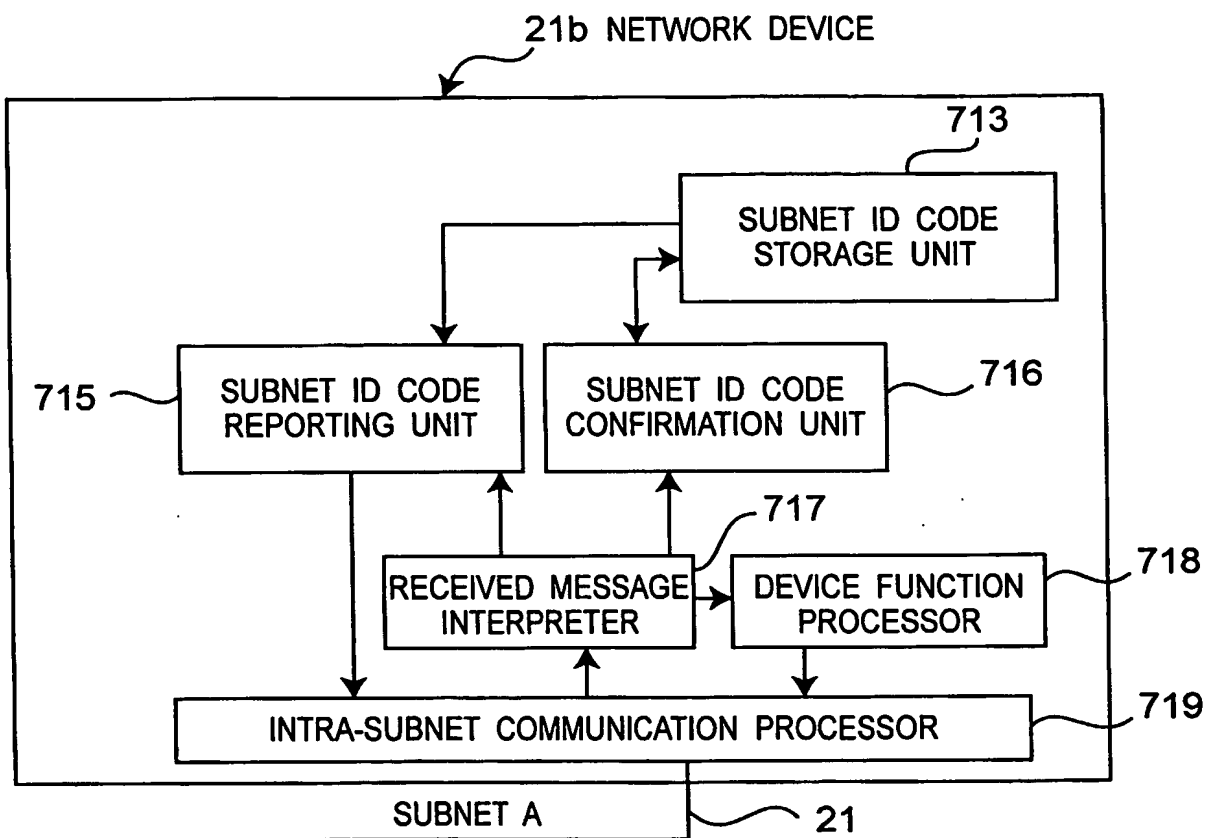 21b NETWORK DEVICE
713
SUBNET ID CODE
STORAGE UNIT
715
SUBNET ID CODE
REPORTING UNIT
SUBNET ID CODE
CONFIRMATION UNIT
716
717
RECEIVED MESSAGE
INTERPRETER
DEVICE FUNCTION
PROCESSOR
718
INTRA-SUBNET COMMUNICATION PROCESSOR
719
SUBNET A
21